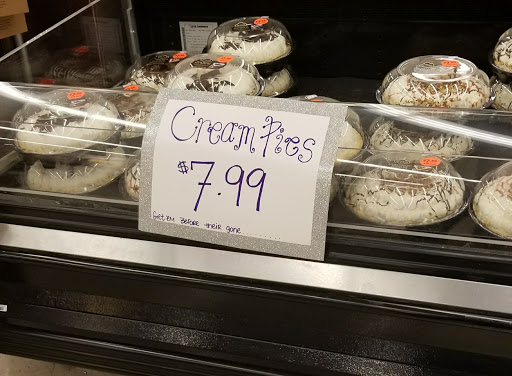 Cream Pies
$7.99
Get Em Before their gone